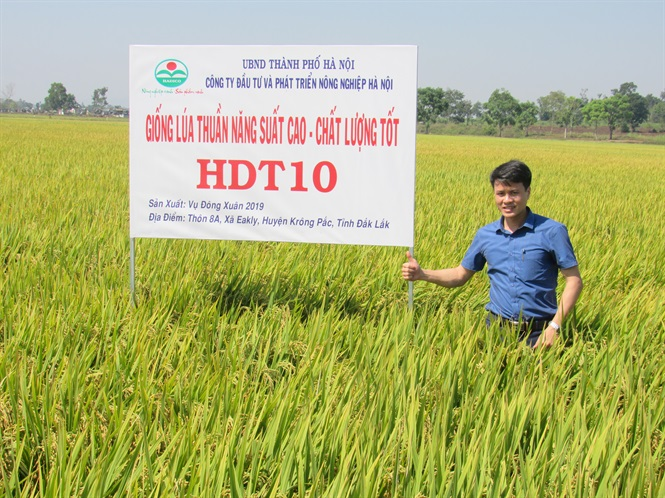 UBND THÀNH PHỐ HÀ NỘI
CÔNG TY ĐẦU TƯ VÀ PHÁT TRIỂN NÔNG NGHIỆP HÀ NỘI
GIỐNG LÚA THUẦN NĂNG SUẤT CAO - CHẤT LƯỢNG TỐT
HDT10
Sản Xuất: Vụ Đông Xuân 2019
Địa Điểm: Thôn 8A, Xã Eakly, Huyện Krông Pắc, Tỉnh Đắk Lắk